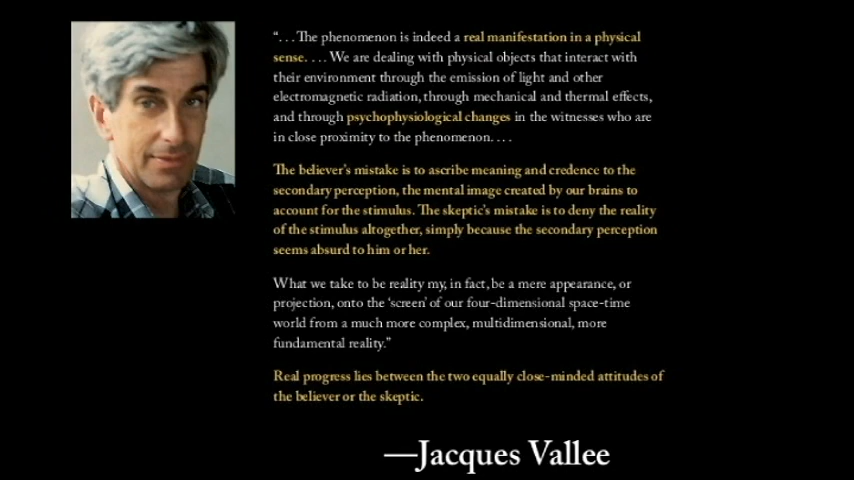 “. . . The phenomenon is indeed a real manifestation in a physical
sense. . . . We are dealing with physical objects that interact with
their environment through the emission of light and other
electromagnetic radiation, through mechanical and thermal effects,
and through psychophysiological changes in the witnesses who are
in close proximity to the phenomenon. . . .
The believer’s mistake is to ascribe meaning and credence to the
secondary perception, the mental image created by our brains to
account for the stimulus. The skeptic’s mistake is to deny the reality
of the stimulus altogether, simply because the secondary perception
seems absurd to him or her.
What we take to be reality my, in fact, be a mere appearance, or
projection, onto the ‘screen’ of our four-dimensional space-time
world from a much more complex, multidimensional, more
fundamental reality.”
Real progress lies between the two equally close-minded attitudes of
the believer or the skeptic.
—Jacques Vallee